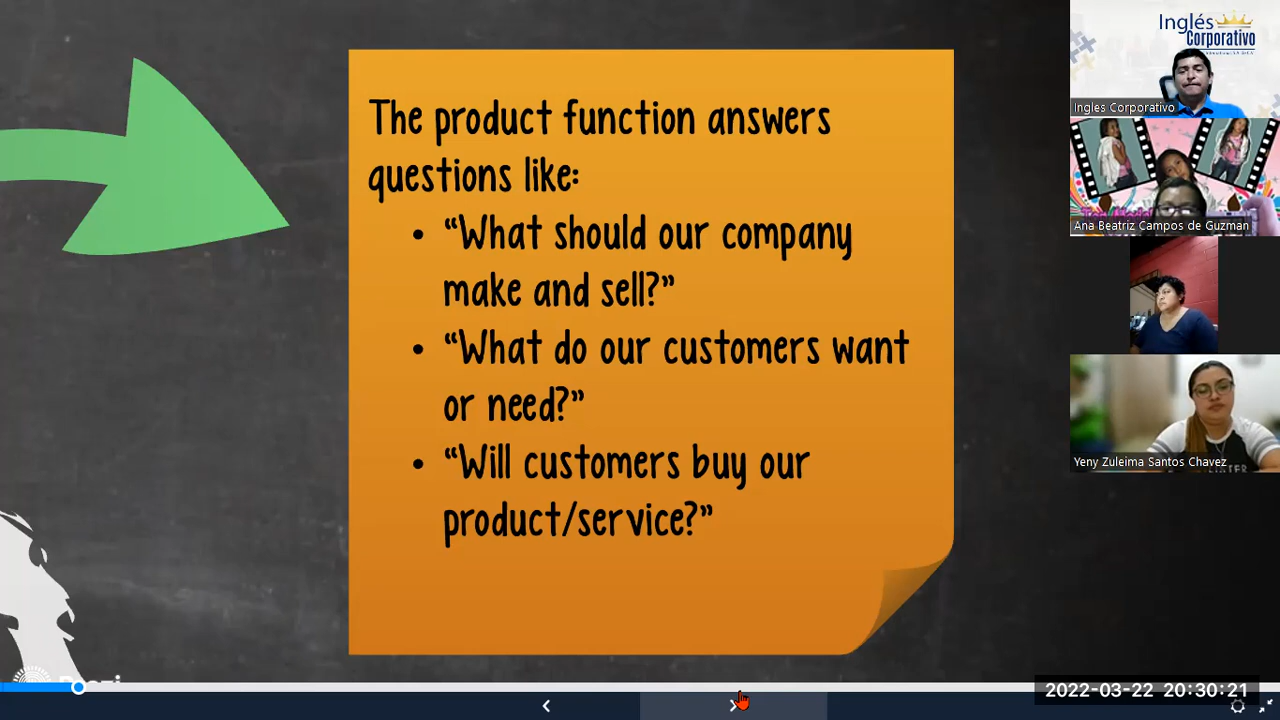 The product function answers
questions like:
• “What should our company
make and sell?”
• “What do our customers want
or need?”
• “Will customers buy our
product/service?”
Inglés
Corporativo
Ingles Corporativo
Ana Beatriz Campos de Guzman
Yeny Zuleima Santos Chavez
Prezi
2022-03-22 20:30:21